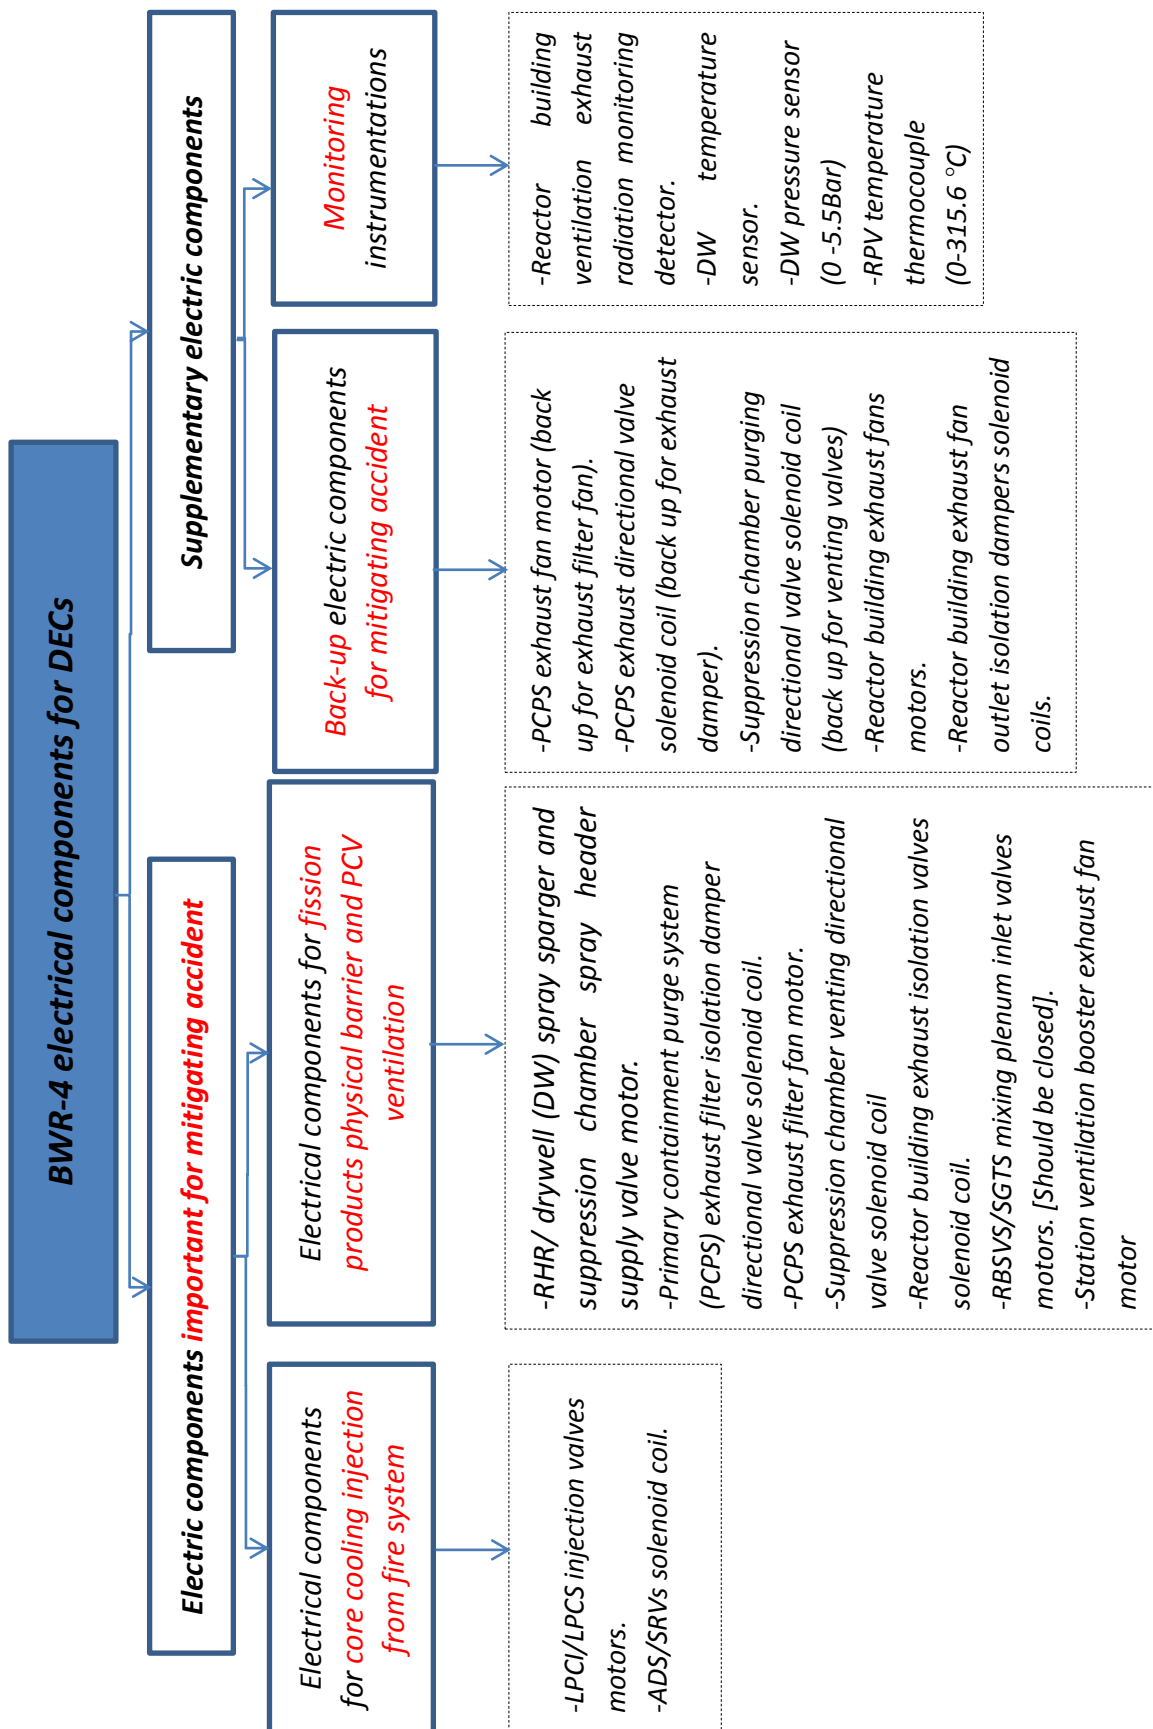 BWR-4 electrical components for DECs
Electric components important for mitigating accident
Supplementary electric components
Electrical components
for core cooling injection
from fire system
Electrical components for fission
products physical barrier and PCV
ventilation
Back-up electric components
for mitigating accident
Monitoring
instrumentations
-LPCI/LPCS injection valves
motors.
-ADS/SRVs solenoid coil.
-RHR/ drywell (DW) spray sparger and
suppression chamber spray header
supply valve motor.
-Primary containment purge system
(PCPS) exhaust filter isolation damper
directional valve solenoid coil.
-PCPS exhaust filter fan motor.
-Suppression chamber venting directional
valve solenoid coil
-Reactor building exhaust isolation valves
solenoid coil.
-RBSVS/SGTS mixing plenum inlet valves
motors. [Should be closed].
-Station ventilation booster exhaust fan
motor
-PCPS exhaust fan motor (back
up for exhaust filter fan).
-PCPS exhaust directional valve
solenoid coil (back up for exhaust
damper).
-Suppression chamber purging
directional valve solenoid coil
(back up for venting valves)
-Reactor building exhaust fans
motors.
-Reactor building exhaust fan
outlet isolation dampers solenoid
coils.
-Reactor building
ventilation exhaust
radiation monitoring
detector.
-DW temperature
sensor.
-DW pressure sensor
(0 -5.5Bar)
-RPV temperature
thermocouple
(0-315.6 °C)